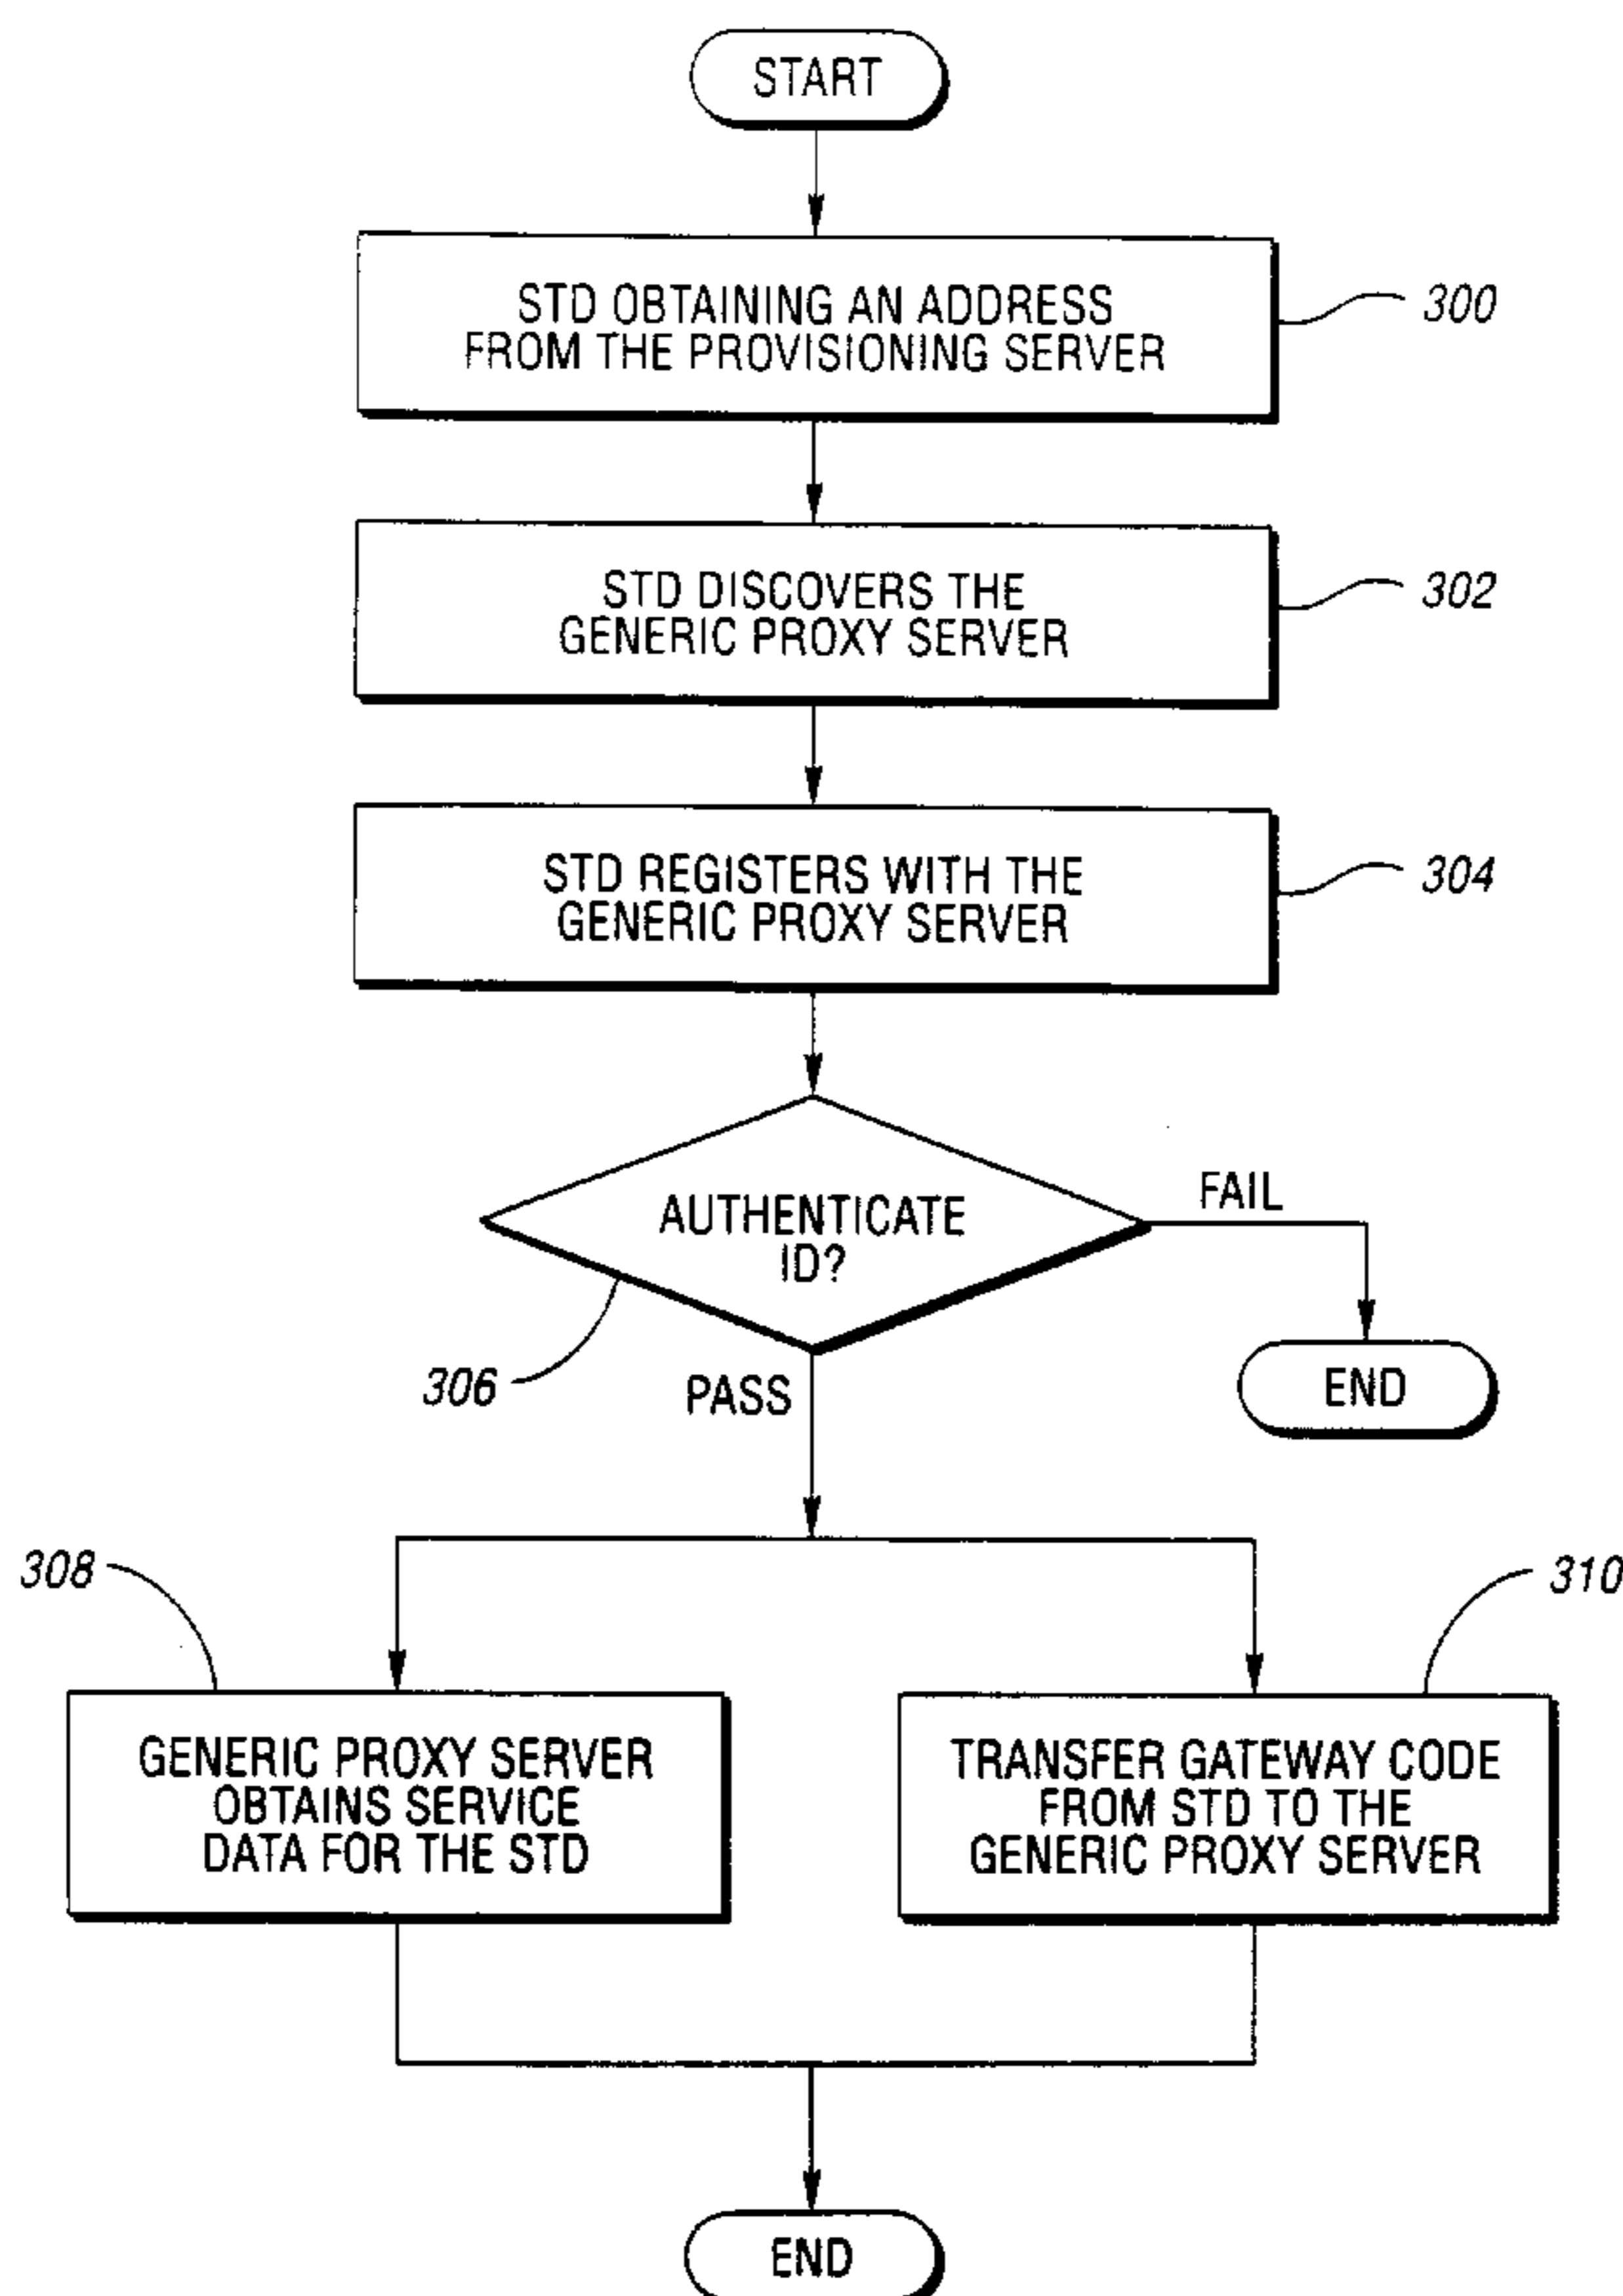 START
STD OBTAINING AN ADDRESS
FROM THE PROVISIONING SERVER
300
STD DISCOVERS THE
GENERIC PROXY SERVER
302
STD REGISTERS WITH THE
GENERIC PROXY SERVER
304
AUTHENTICATE
ID?
FAIL
306
PASS
END
308
310
GENERIC PROXY SERVER
OBTAINS SERVICE
DATA FOR THE STD
TRANSFER GATEWAY CODE
FROM STD TO THE
GENERIC PROXY SERVER
END